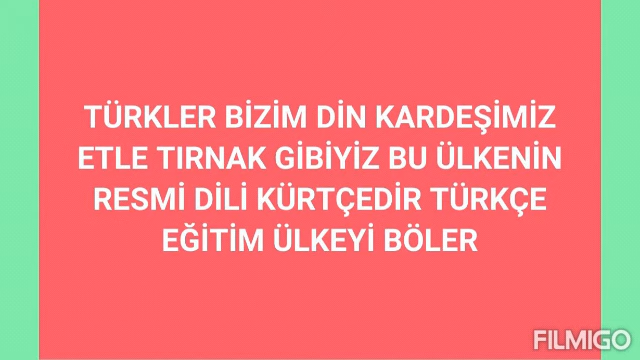 TÜRKLER BİZİM DİN KARDEŞİMİZ
ETLE TIRNAK GİBİYİZ BU ÜLKENİN
RESMİ DİLİ KÜRTÇEDİR TÜRKÇE
EĞİTİM ÜLKEYİ BÖLER
FILMIGO